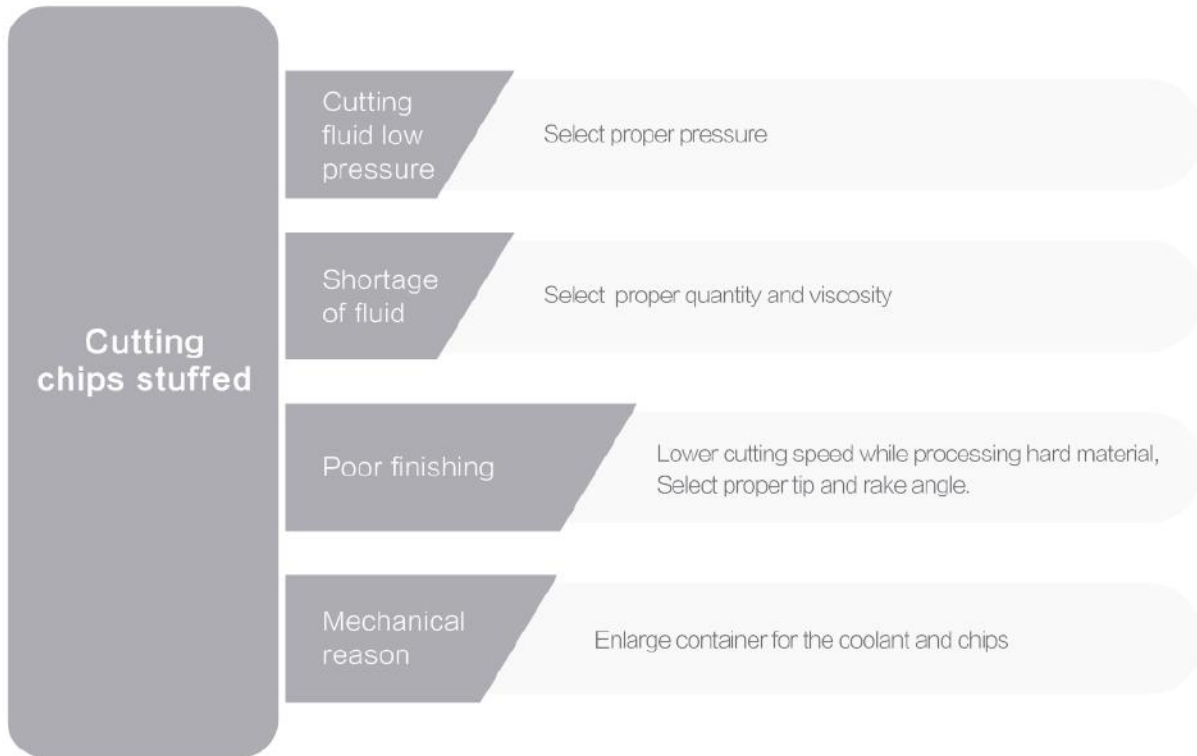 Cutting
chips stuffed
Cutting
fluid low
pressure
Select proper pressure
Shortage
of fluid
Select proper quantity and viscosity
Poor finishing
Lower cutting speed while processing hard material,
Select proper tip and rake angle.
Mechanical
reason
Enlarge container for the coolant and chips